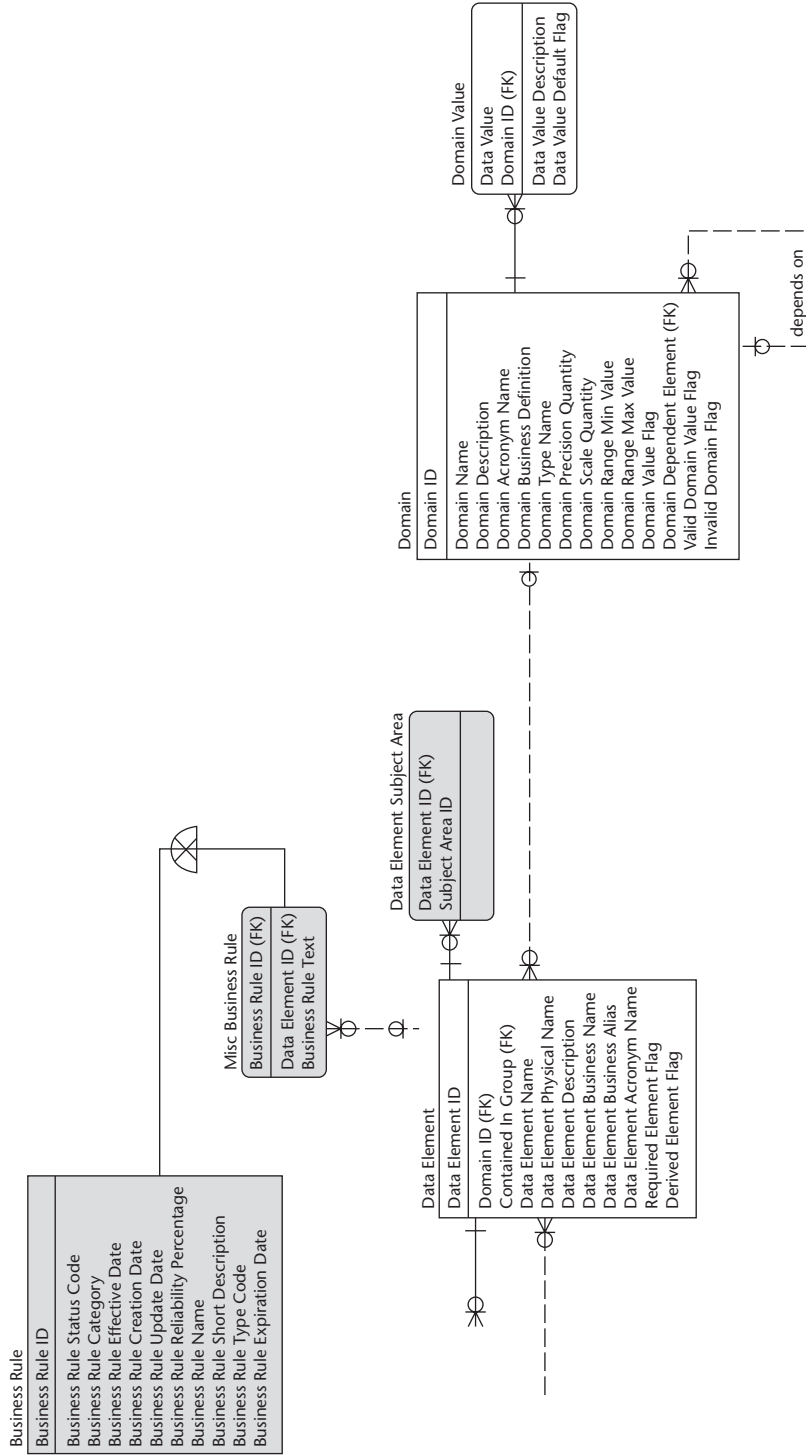 Business Rule
Business Rule ID
Business Rule Status Code
Business Rule Category
Business Rule Effective Date
Business Rule Creation Date
Business Rule Update Date
Business Rule Reliability Percentage
Business Rule Name
Business Rule Short Description
Business Rule Type Code
Business Rule Expiration Date
Misc Business Rule
Business Rule ID (FK)
Data Element ID (FK)
Business Rule Text
Data Element Subject Area
Data Element ID (FK)
Subject Area ID
Data Element
Data Element ID
Domain ID (FK)
Contained In Group (FK)
Data Element Name
Data Element Physical Name
Data Element Description
Data Element Business Name
Data Element Business Alias
Data Element Acronym Name
Required Element Flag
Derived Element Flag
Domain
Domain ID
Domain Name
Domain Description
Domain Acronym Name
Domain Business Definition
Domain Type Name
Domain Precision Quantity
Domain Scale Quantity
Domain Range Min Value
Domain Range Max Value
Domain Value Flag
Domain Dependent Element (FK)
Valid Domain Value Flag
Invalid Domain Flag
Domain Value
Data Value
Domain ID (FK)
Data Value Description
Data Value Default Flag
depends on